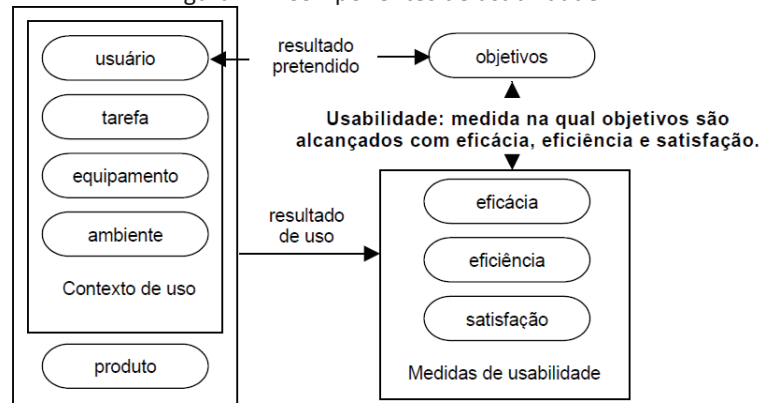 usuário
resultado
pretendido
objetivos
tarefa
Usabilidade: medida na qual objetivos são
alcançados com eficácia, eficiência e satisfação.
equipamento
ambiente
Contexto de uso
produto
resultado
de uso
eficácia
eficiência
satisfação
Medidas de usabilidade